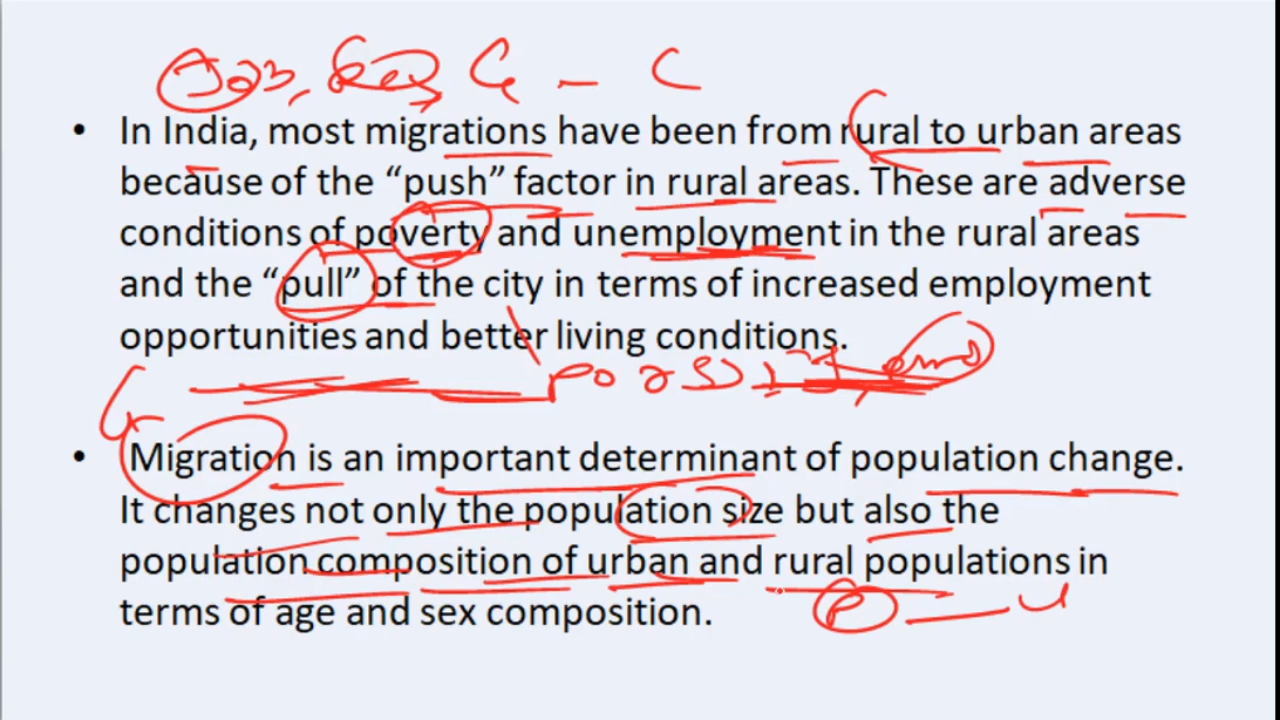 • In India, most migrations have been from rural to urban areas
because of the “push” factor in rural areas. These are adverse
conditions of poverty and unemployment in the rural areas
and the “pull” of the city in terms of increased employment
opportunities and better living conditions.
• Migration is an important determinant of population change.
It changes not only the population size but also the
population composition of urban and rural populations in
terms of age and sex composition.